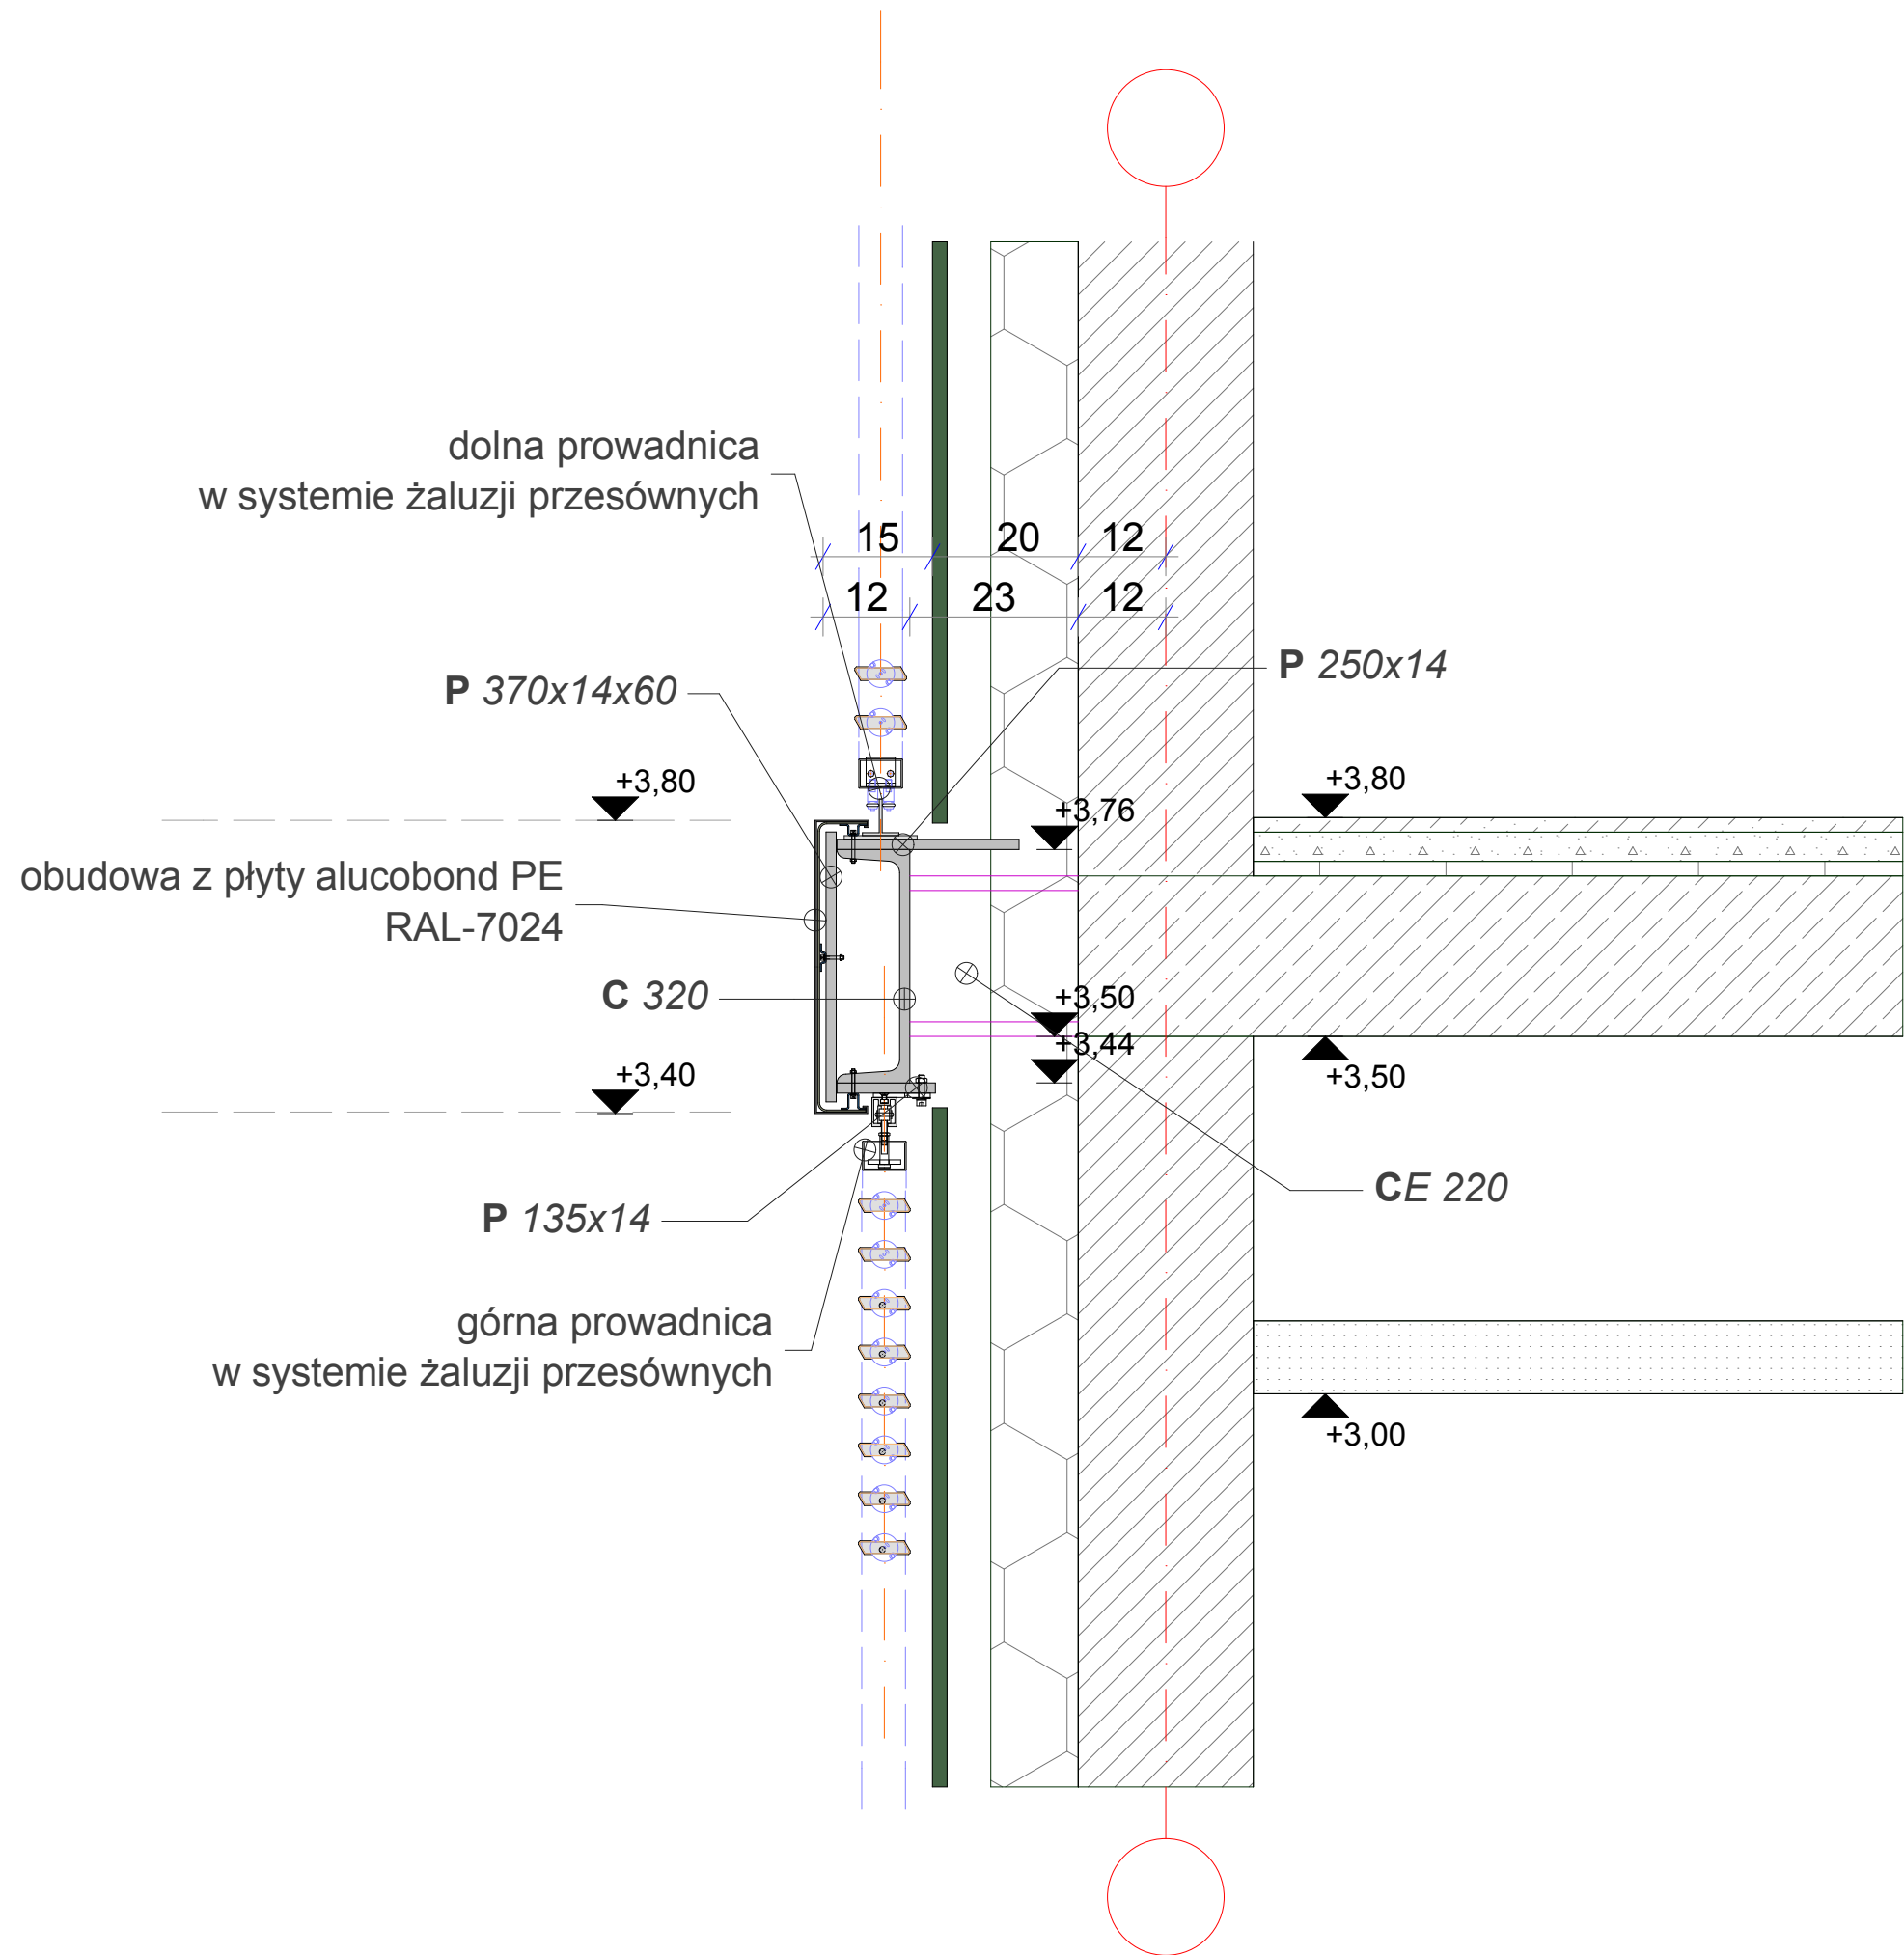 dolna prowadnica
w systemie żaluzji przesównych
15 20 12
12 23 12
P 250x14
P 370x14x60
+3,80
+3,80
+3,76
obudowa z płyty alucobond PE
RAL-7024
C 320
+3,50
+3,44
+3,40
+3,50
CE 220
P 135x14
górna prowadnica
w systemie żaluzji przesównych
+3,00